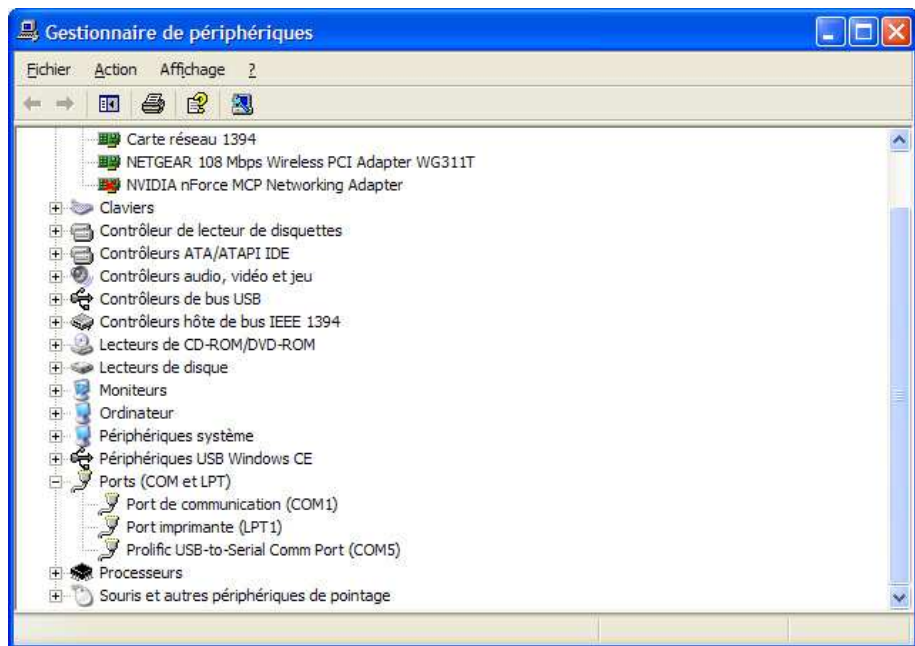 Gestionnaire de périphériques
Fichier Action Affichage ?
Carte réseau 1394
NETGEAR 108 Mbps Wireless PCI Adapter WG311T
NVIDIA nForce MCP Networking Adapter
Claviers
Contrôleur de lecteur de disquettes
Contrôleurs ATA/ATAPI IDE
Contrôleurs audio, vidéo et jeu
Contrôleurs de bus USB
Contrôleurs hôte de bus IEEE 1394
Lecteurs de CD-ROM/DVD-ROM
Lecteurs de disque
Moniteurs
Ordinateur
Périphériques système
Périphériques USB Windows CE
Ports (COM et LPT)
Port de communication (COM1)
Port imprimante (LPT1)
Prolific USB-to-Serial Comm Port (COM5)
Processeurs
Souris et autres périphériques de pointage